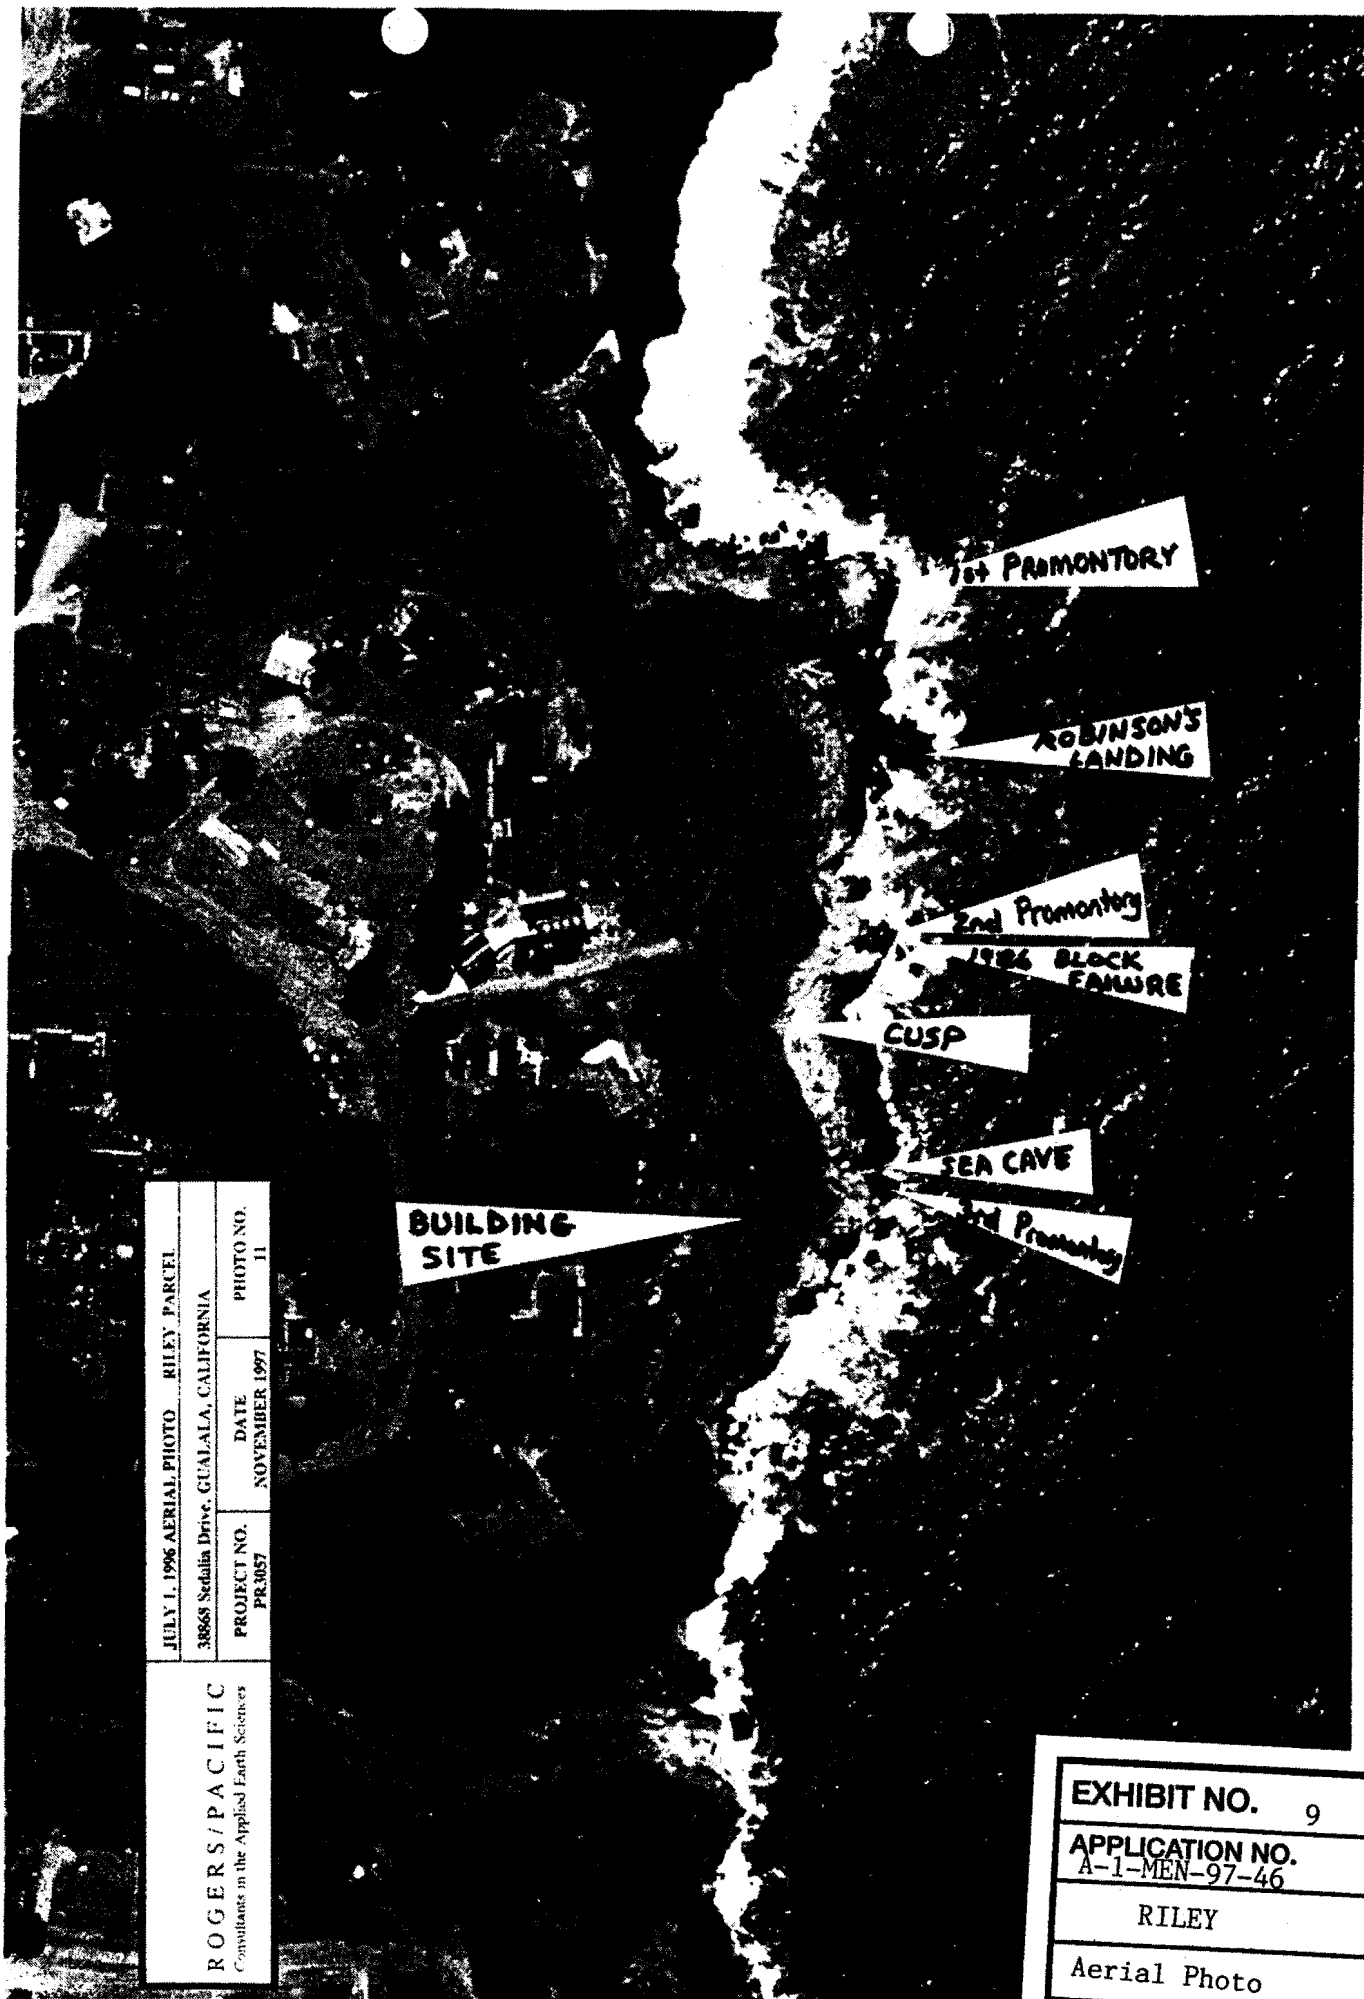 1st PROMONTORY
ROBINSON'S
LANDING
2nd Promontory
1986 BLOCK
FAILURE
CUSP
SEA CAVE
3rd Promontory
BUILDING
SITE
JULY 1, 1996 AERIAL PHOTO RILEY PARCEL
38868 Sedalia Drive, GUALALA, CALIFORNIA
PROJECT NO.
PR3057
DATE
NOVEMBER 1997
PHOTO NO.
11
ROGERS/PACIFIC
Consultants in the Applied Earth Sciences
EXHIBIT NO. 9
APPLICATION NO.
A-1-MEN-97-46
RILEY
Aerial Photo